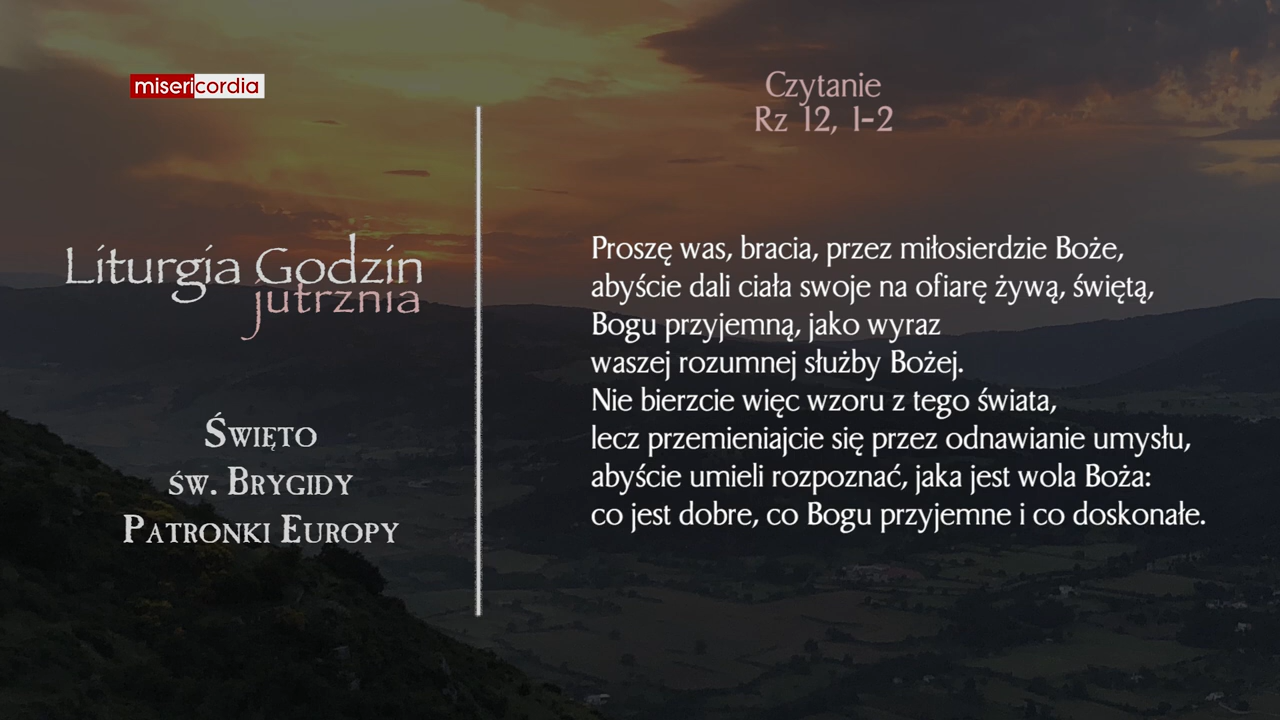 misericordia
Liturgia Godzin
jutrznia
Święto
św. Brygidy
Patronki Europy
Czytanie
Rz 12, 1-2
Proszę was, bracia, przez miłosierdzie Boże,
abyście dali ciała swoje na ofiarę żywą, świętą,
Bogu przyjemną, jako wyraz
waszej rozumnej służby Bożej.
Nie bierzcie więc wzoru z tego świata,
lecz przemieniajcie się przez odnawianie umysłu,
abyście umieli rozpoznać, jaka jest wola Boża:
co jest dobre, co Bogu przyjemne i co doskonałe.